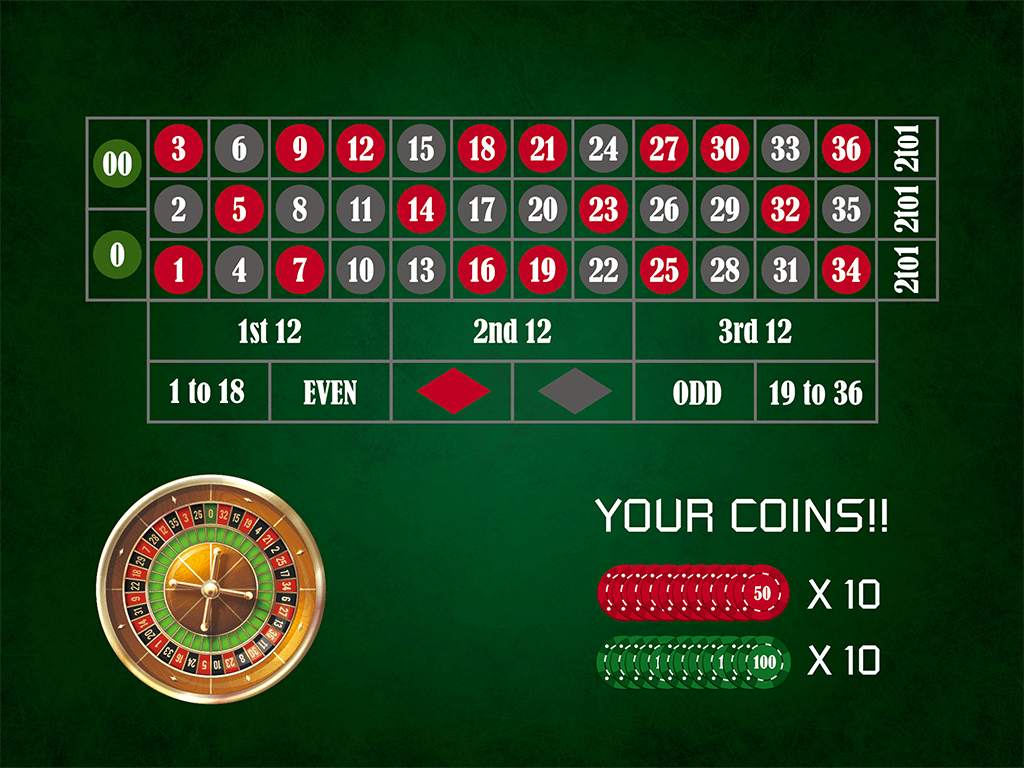 3 6 9 12 15 18 21 24 27 30 33 36 2to1
00
2 5 8 11 14 17 20 23 26 29 32 35 2to1
0
1 4 7 10 13 16 19 22 25 28 31 34 2to1
1st 12 2nd 12 3rd 12
1 to 18 EVEN ODD 19 to 36
YOUR COINS!!
50 X 10
100 X 10